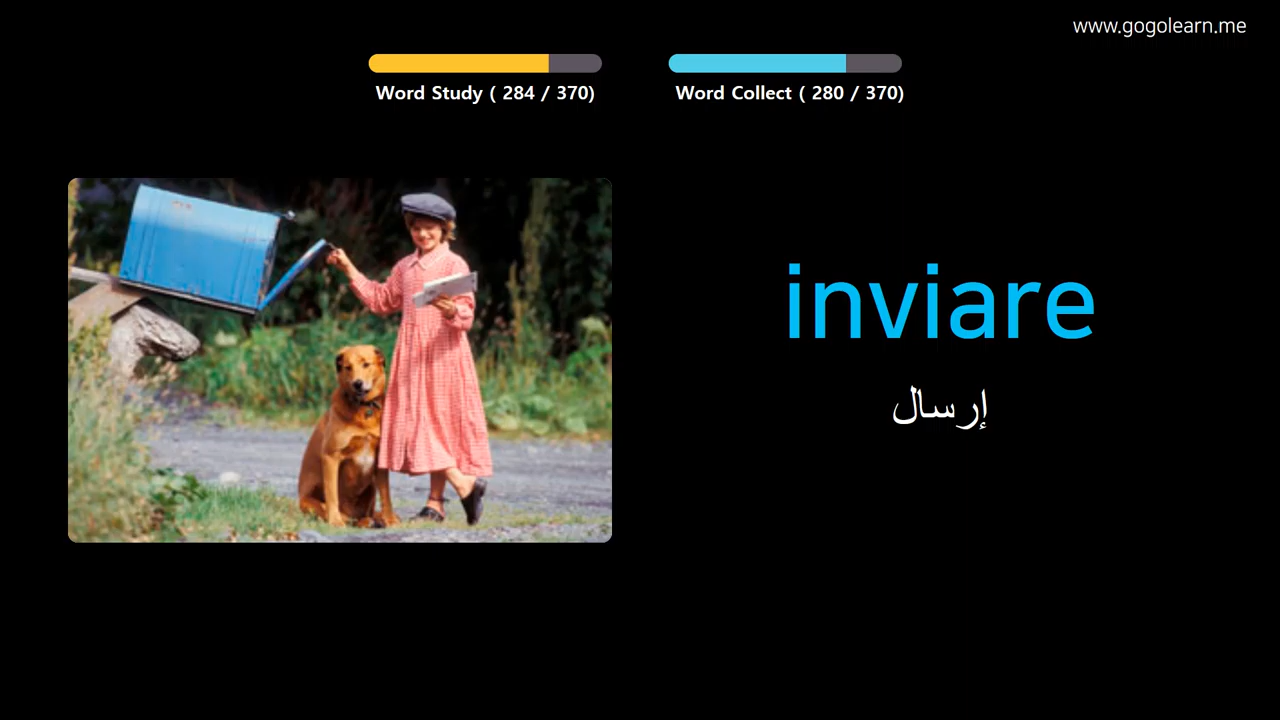 www.gogolearn.me
Word Study ( 284 / 370)
Word Collect ( 280 / 370)
inviare
إرسال